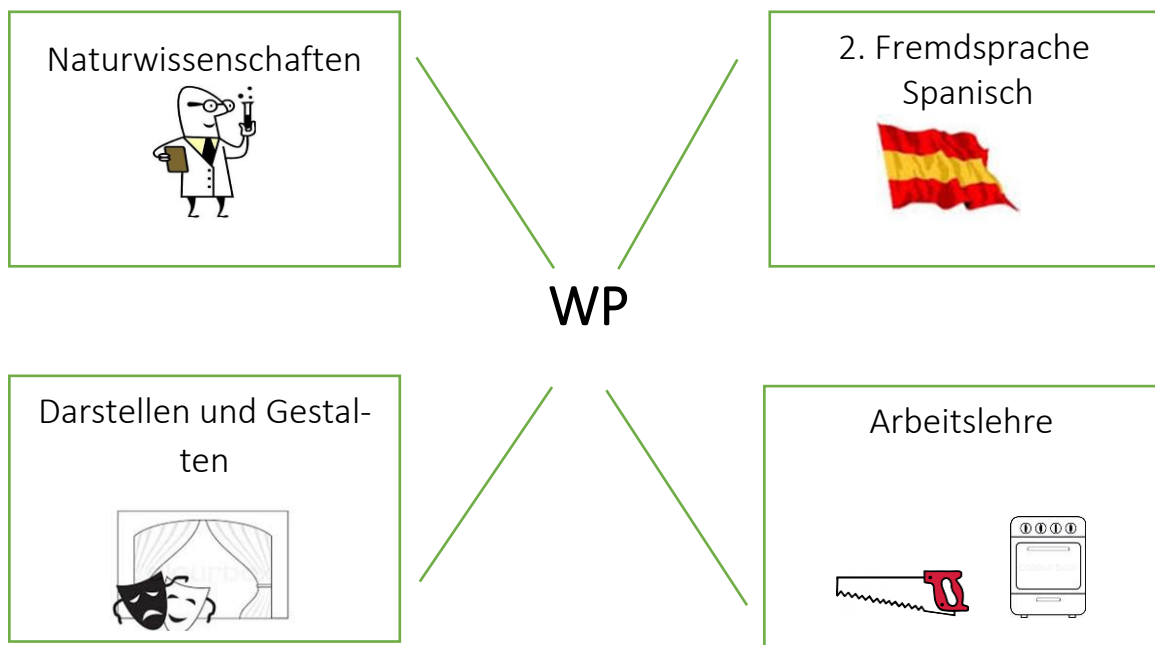 Naturwissenschaften
2. Fremdsprache
Spanisch
WP
Darstellen und Gestal-
ten
Arbeitslehre